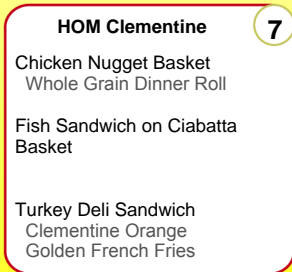 HOM Clementine
7
Chicken Nugget Basket
Whole Grain Dinner Roll
Fish Sandwich on Ciabatta
Basket
Turkey Deli Sandwich
Clementine Orange
Golden French Fries